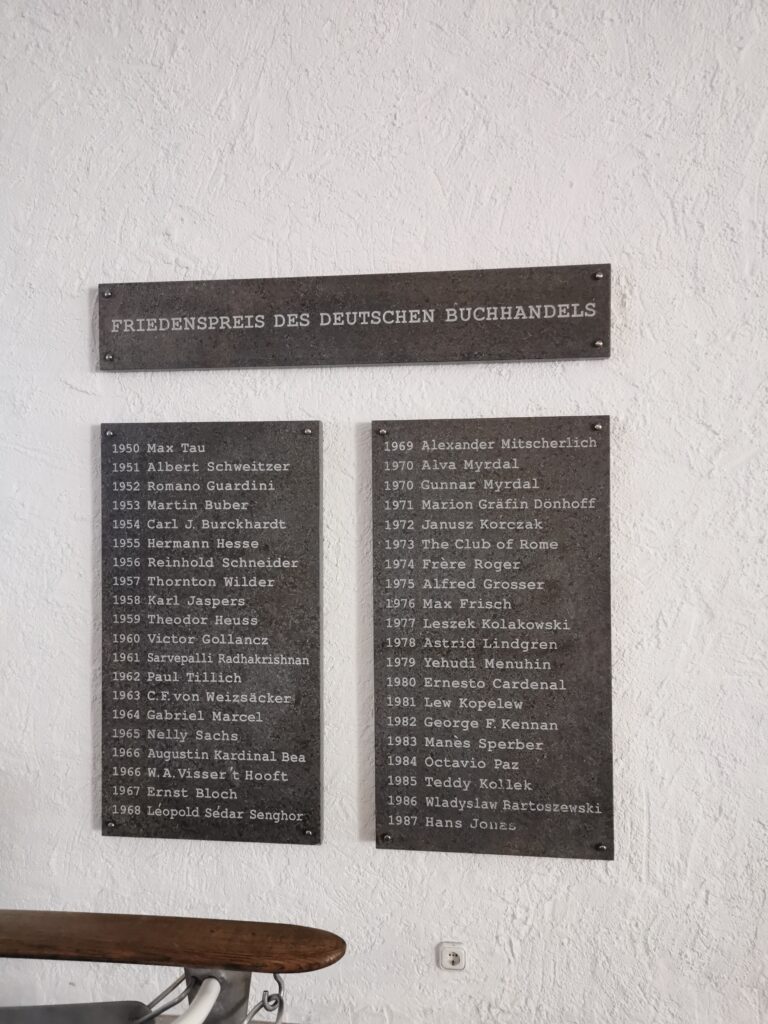 FRIEDENSPREIS DES DEUTSCHEN BUCHHANDELS
1950 Max Tau
1951 Albert Schweitzer
1952 Romano Guardini
1953 Martin Buber
1954 Carl J. Burckhardt
1955 Hermann Hesse
1956 Reinhold Schneider
1957 Thornton Wilder
1958 Karl Jaspers
1959 Theodor Heuss
1960 Victor Gollancz
1961 Sarvepalli Radhakrishnan
1962 Paul Tillich
1963 C.F. von Weizsäcker
1964 Gabriel Marcel
1965 Nelly Sachs
1966 Augustin Kardinal Bea
1966 W.A. Visser't Hooft
1967 Ernst Bloch
1968 Léopold Sédar Senghor
1969 Alexander Mitscherlich
1970 Alva Myrdal
1970 Gunnar Myrdal
1971 Marion Gräfin Dönhoff
1972 Janusz Korczak
1973 The Club of Rome
1974 Frère Roger
1975 Alfred Grosser
1976 Max Frisch
1977 Leszek Kolakowski
1978 Astrid Lindgren
1979 Yehudi Menuhin
1980 Ernesto Cardenal
1981 Lew Kopelew
1982 George F. Kennan
1983 Manès Sperber
1984 Octavio Paz
1985 Teddy Kollek
1986 Wladyslaw Bartoszewski
1987 Hans Jonas